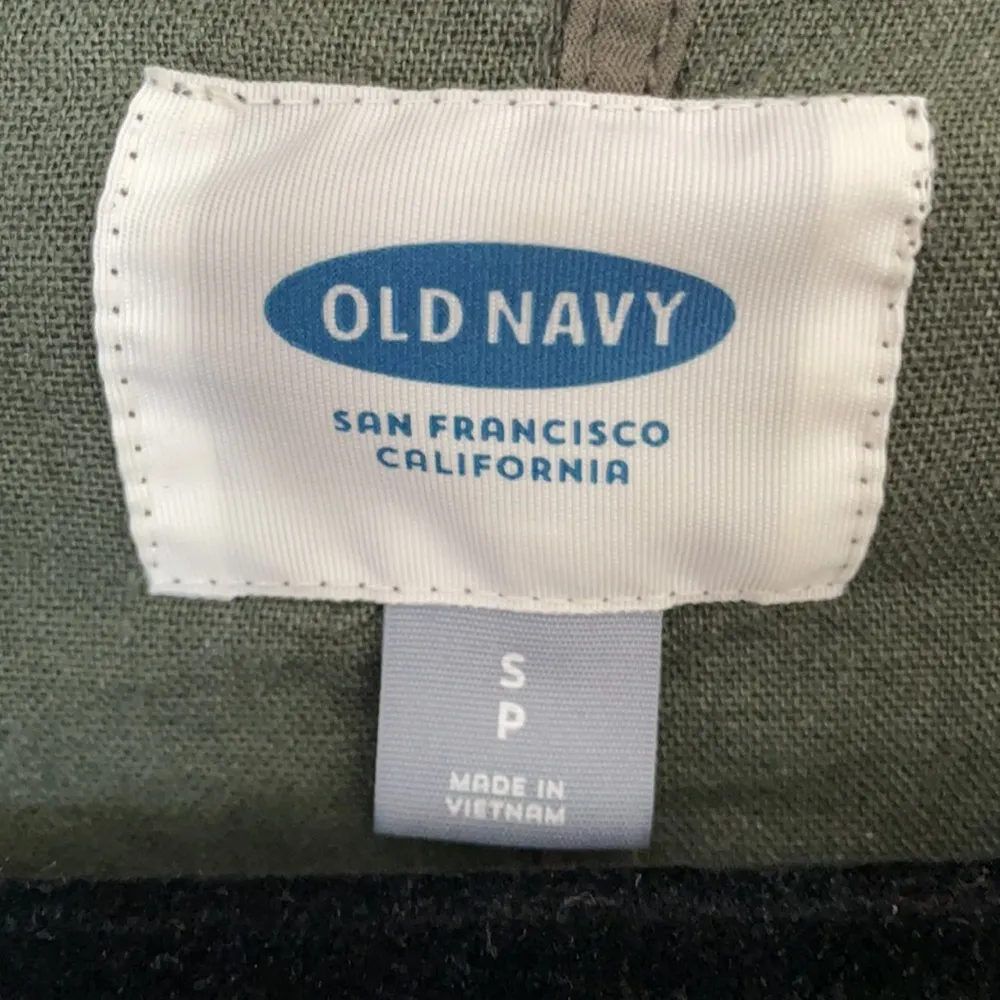 OLD NAVY
SAN FRANCISCO
CALIFORNIA
S
P
MADE IN
VIETNAM